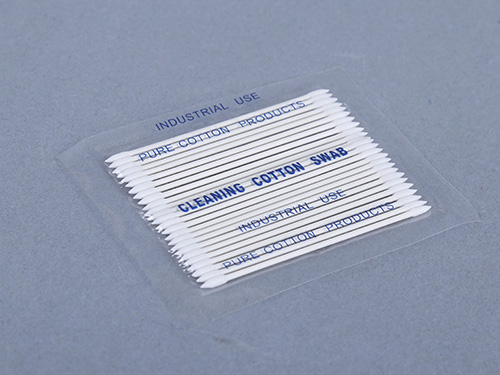 INDUSTRIAL USE
PURE COTTON PRODUCTS
CLEANING COTTON SWAB
INDUSTRIAL USE
PURE COTTON PRODUCTS